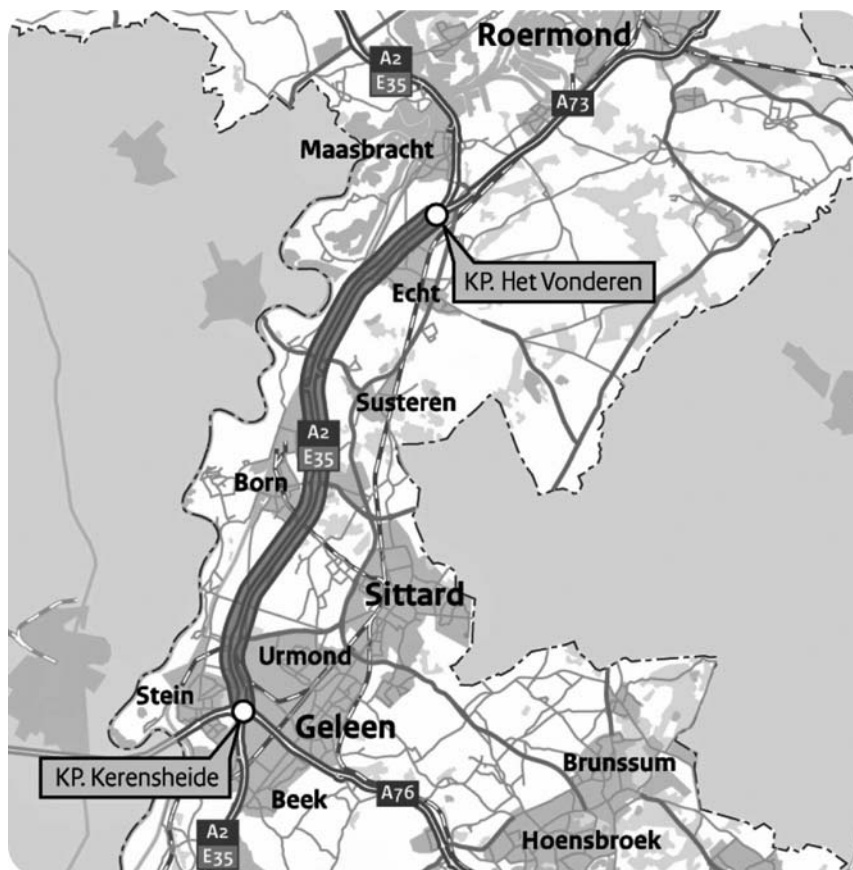 Roermond
A2
E35
A73
Maasbracht
KP. Het Vonderen
Echt
Susteren
A2
E35
Born
Sittard
Urmond
Stein
Geleen
KP. Kerensheide
Brunssum
Beek
A76
A2
E35
Hoensbroek